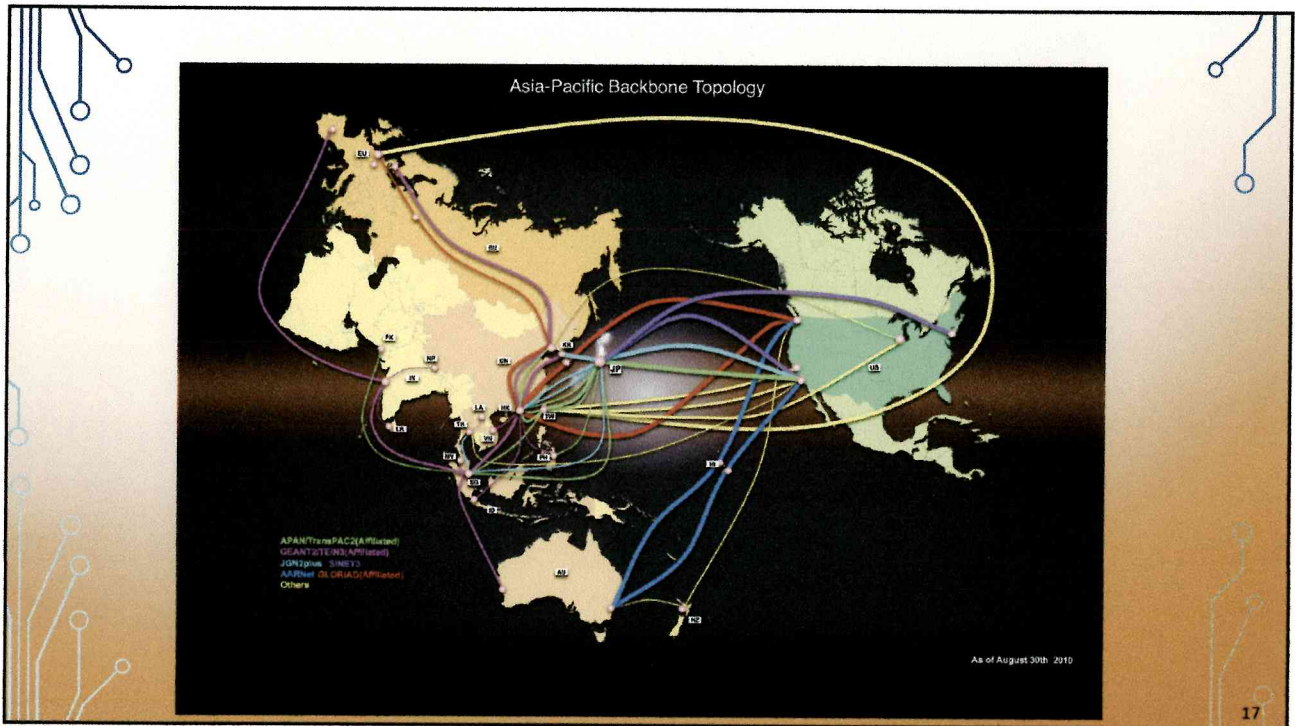 Asia-Pacific Backbone Topology
EU
RU
PK
NP
IN
CN
KR
JP
US
LA
HK
TW
LK
TH
VN
PH
MY
SG
ID
AU
NZ
APAN/TransPAC2(Affiliated)
GEANT2/TEIN3(Affiliated)
JGN2plus SINET3
AARNet GLORIAD(Affiliated)
Others
As of August 30th 2010
17